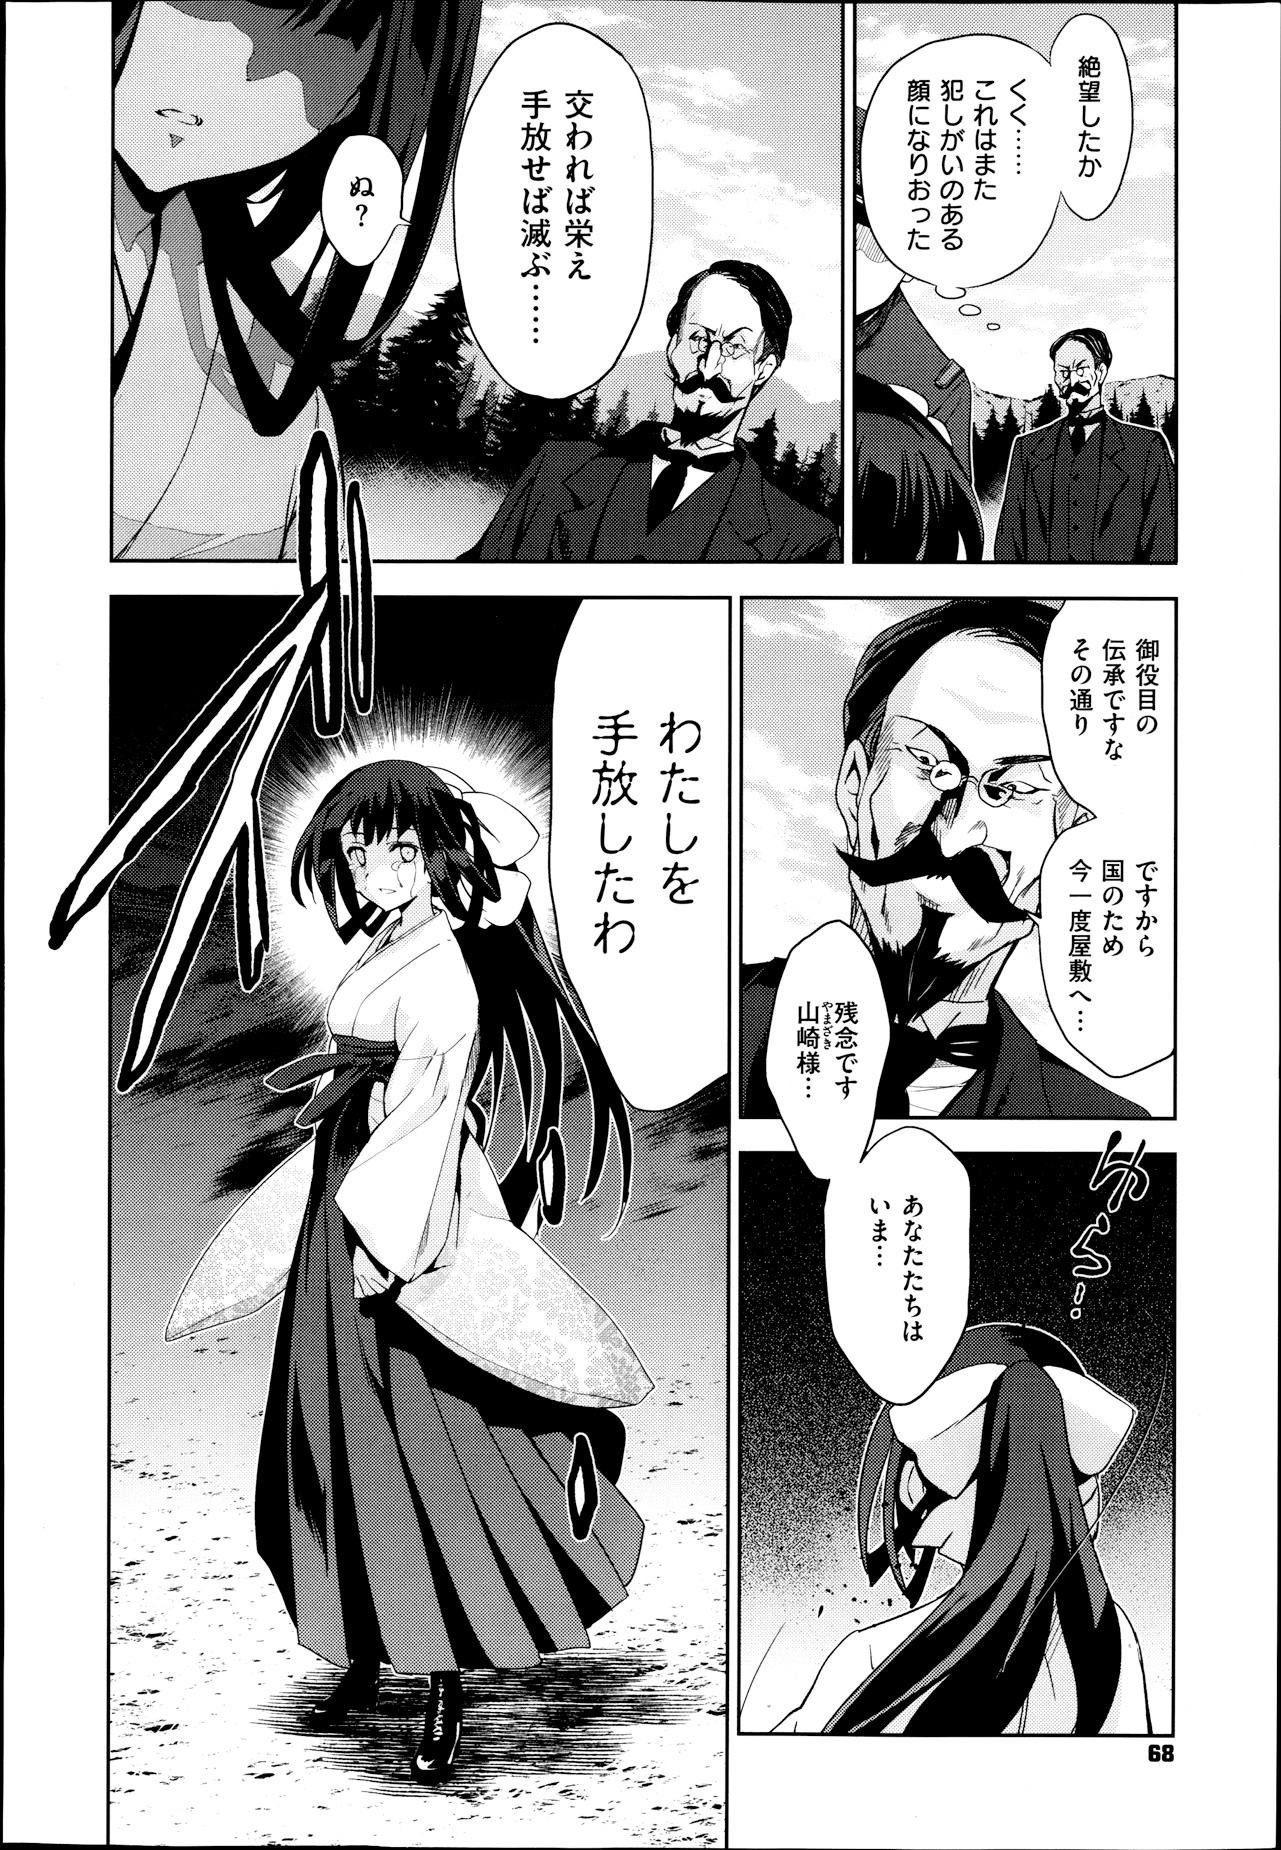 絶望したか
くく……
これはまた
犯しがいのある
顔になりおった
交われば栄え
手放せば滅ぶ……
ぬ？
御役目の
伝承ですな
その通り
ですから
国のため
今一度屋敷へ…
残念です
山崎様…
やまざき
ゆら…
あなたたちは
いま…
わたしを
手放したわ
68